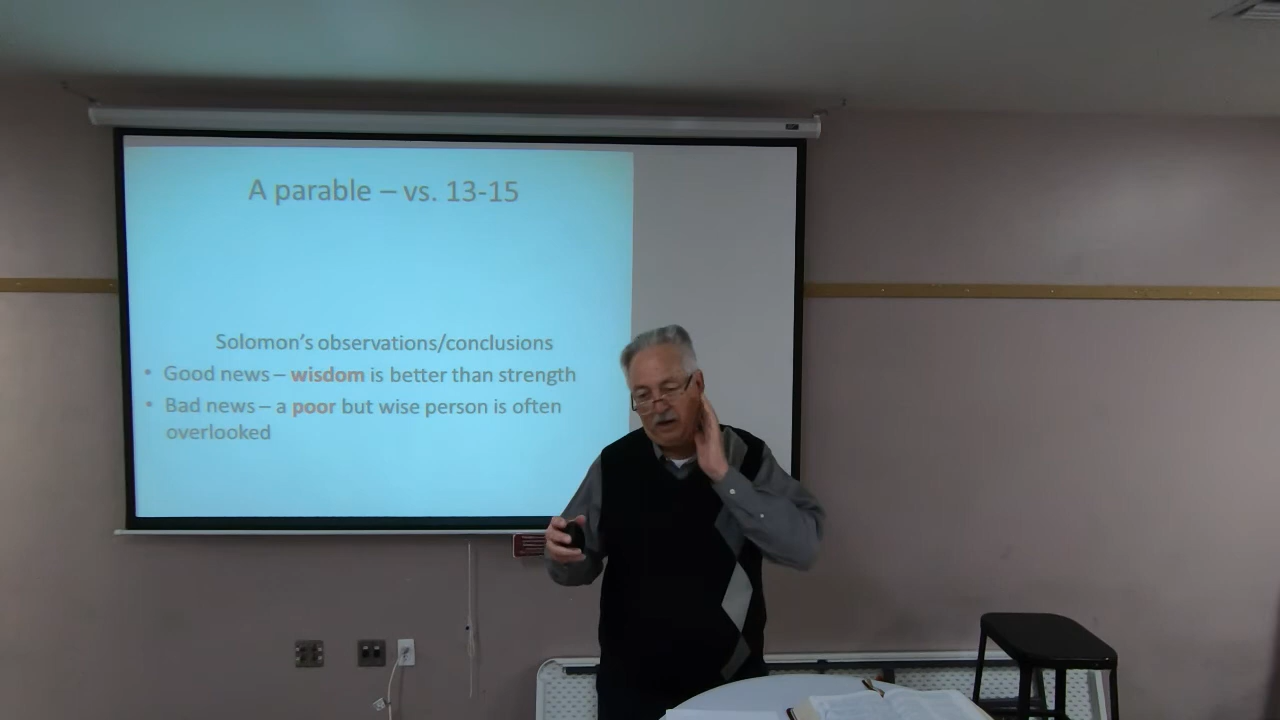 A parable – vs. 13-15
Solomon's observations/conclusions
• Good news – wisdom is better than strength
• Bad news – a poor but wise person is often
overlooked